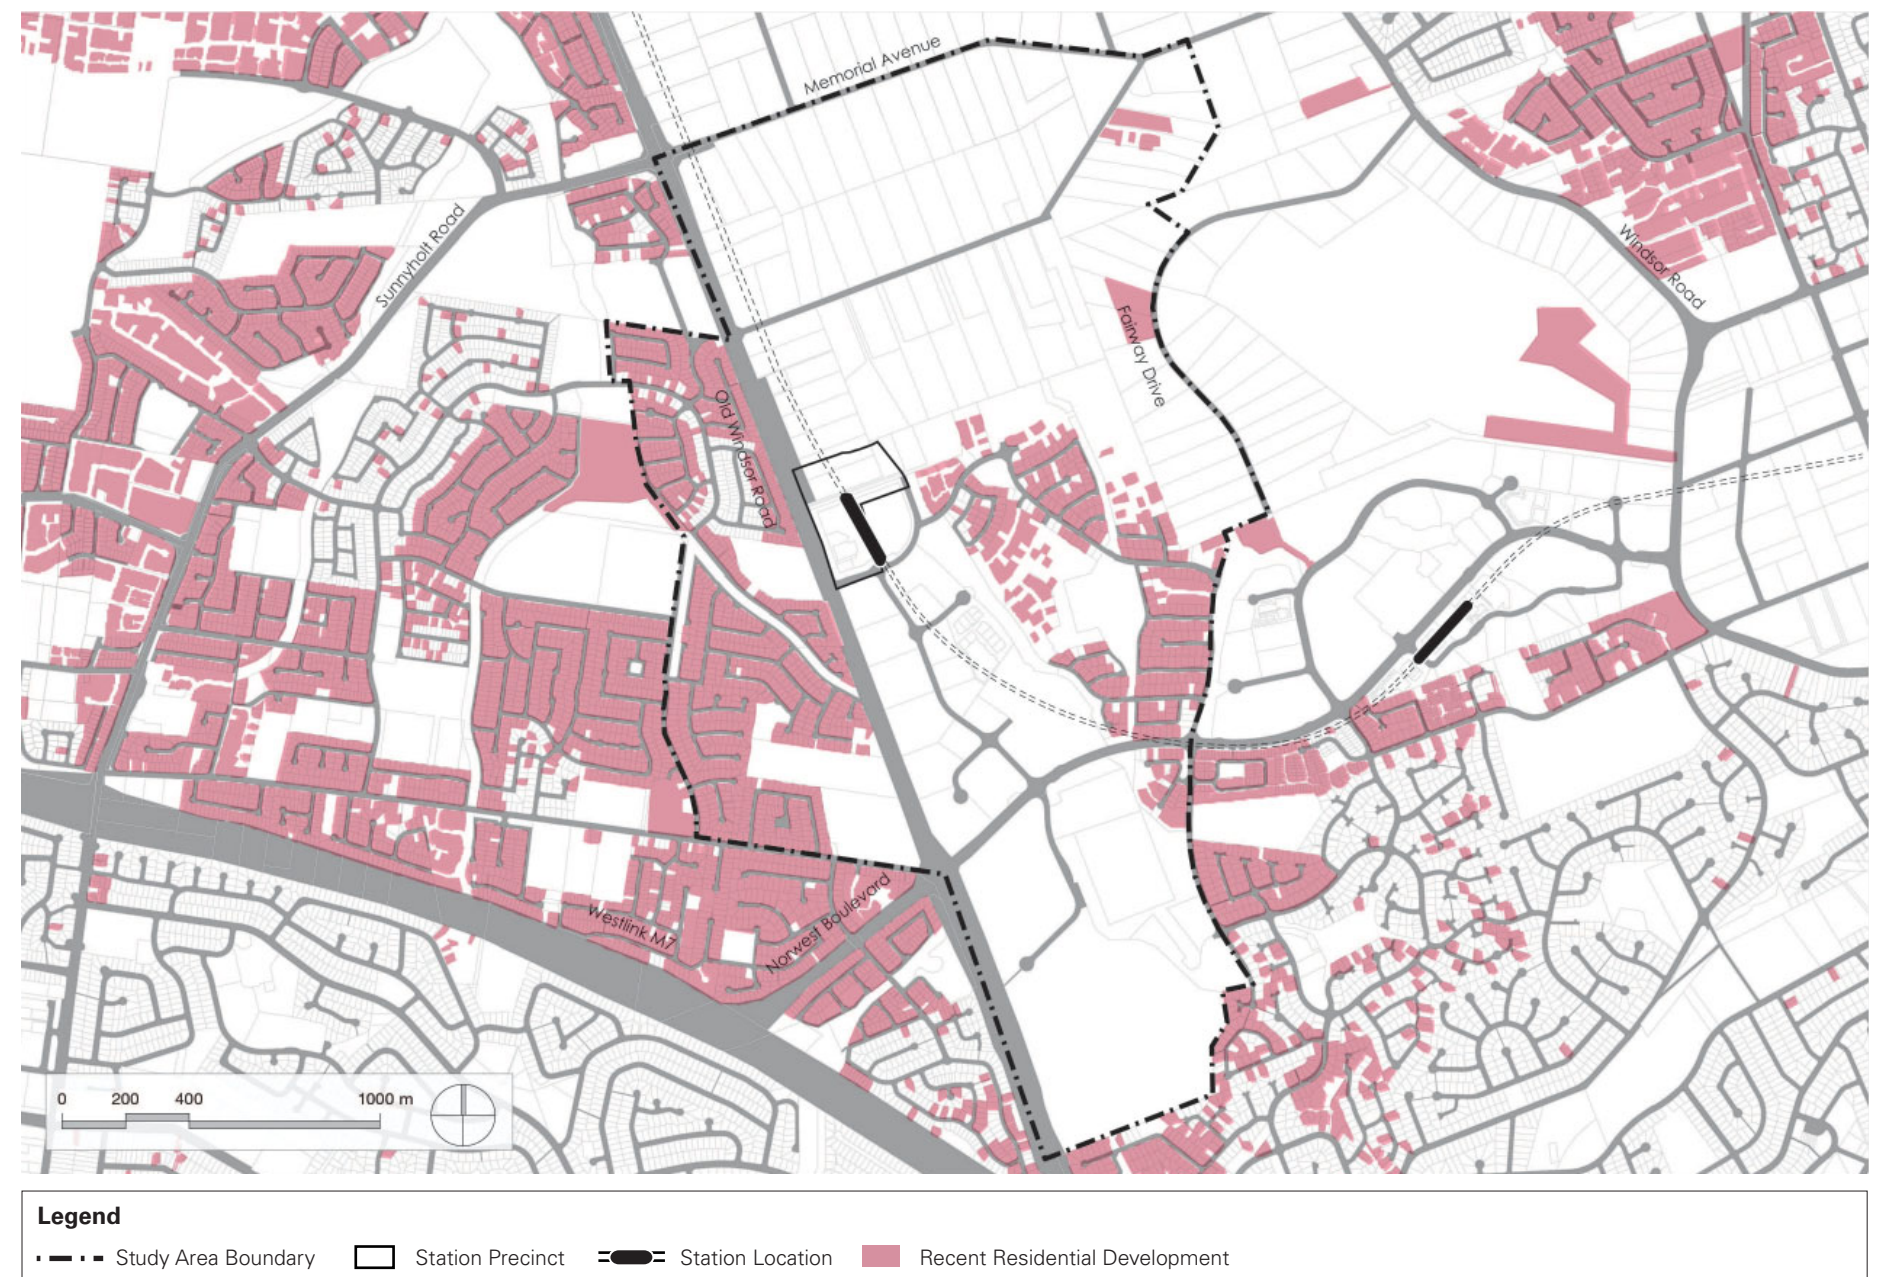 Memorial Avenue
Sunnyholt Road
Windsor Road
Fairway Drive
Old Windsor Road
Westlink M7
Norwest Boulevard
0 200 400 1000 m
Legend
Study Area Boundary Station Precinct Station Location Recent Residential Development